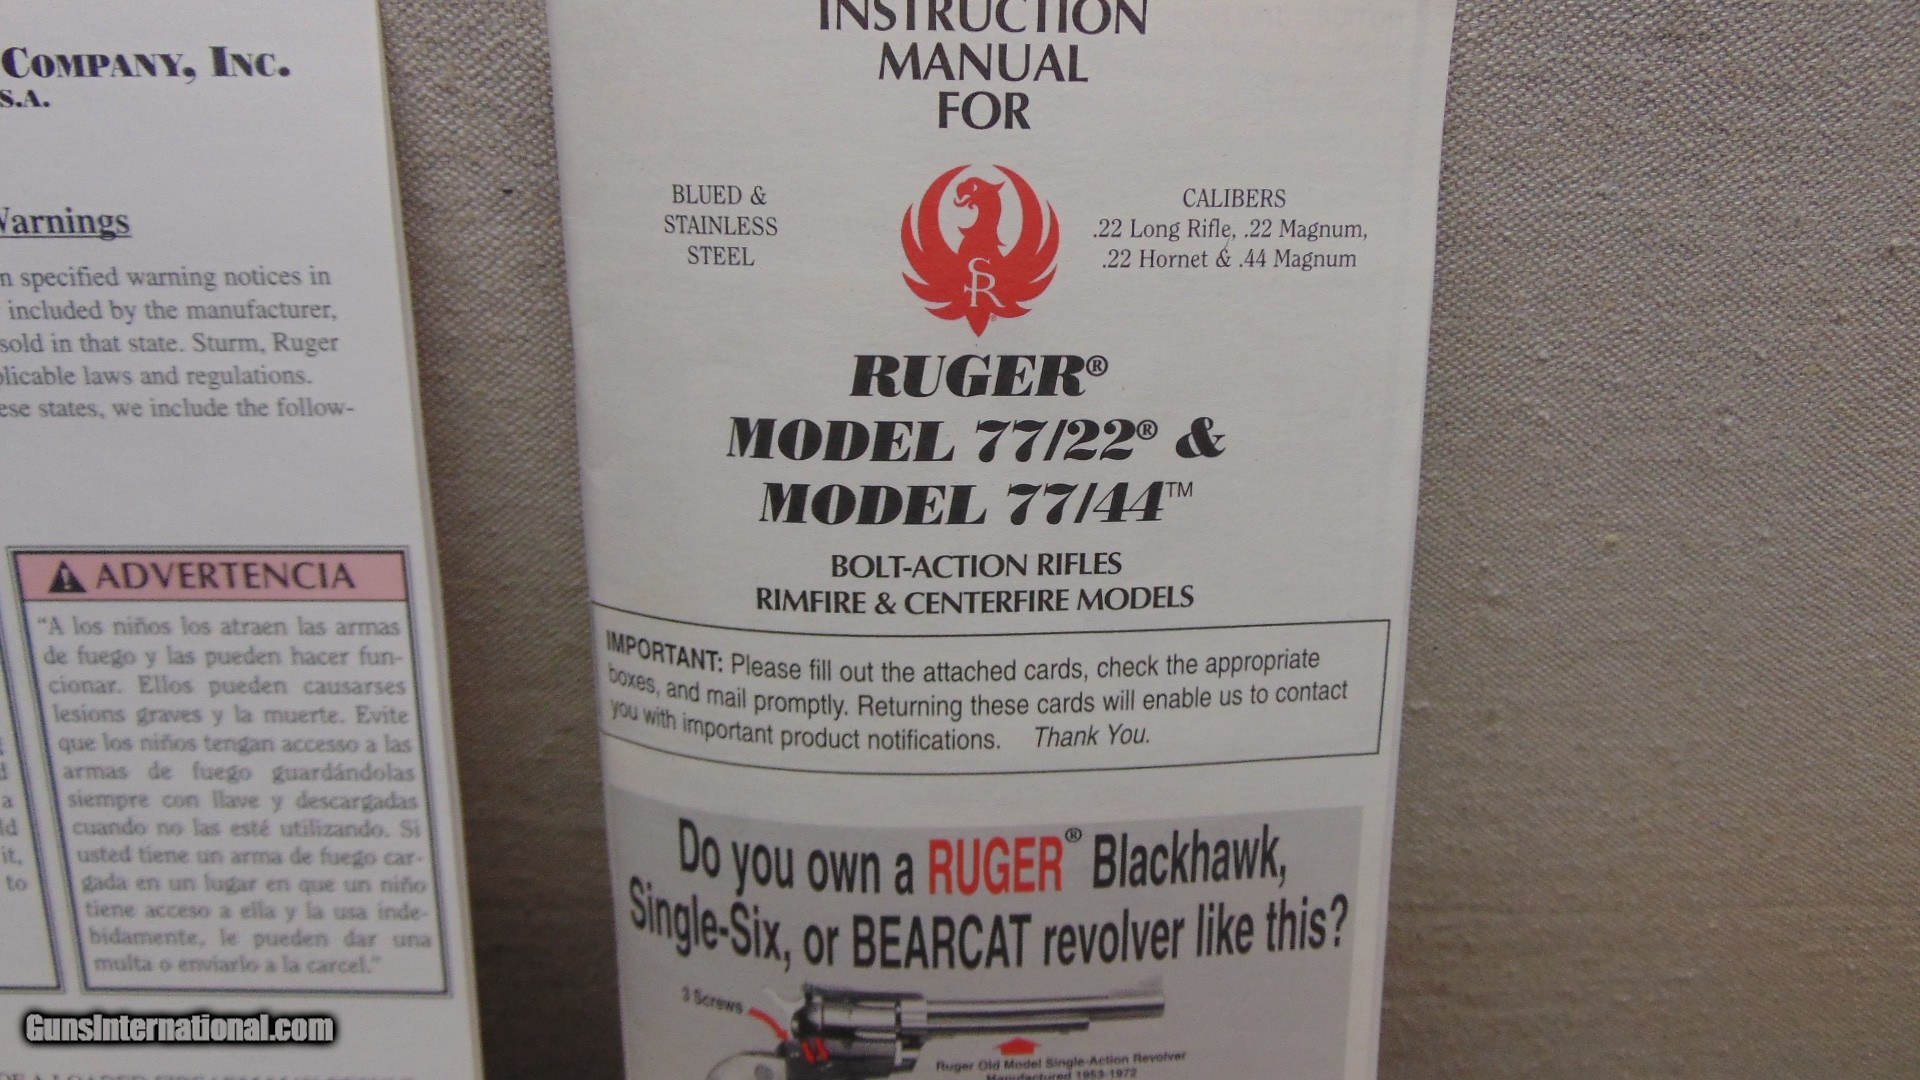 COMPANY, INC.
S.A.
Warnings
n specified warning notices in
included by the manufacturer,
sold in that state. Sturm, Ruger
plicable laws and regulations.
ese states, we include the follow-
ADVERTENCIA
"A los niños los atraen las armas
de fuego y las pueden hacer fun-
cionar. Ellos pueden causarses
lesions graves y la muerte. Evite
que los niños tengan accesso a las
armas de fuego guardándolas
siempre con llave y descargadas
cuando no las esté utilizando. Si
usted tiene un arma de fuego car-
gada en un lugar en que un niño
tiene acceso a ella y la usa inde-
bidamente, le pueden dar una
multa o enviarlo a la carcel."
a
ld
it,
to
INSTRUCTION
MANUAL
FOR
BLUED &
STAINLESS
STEEL
SR
CALIBERS
.22 Long Rifle, .22 Magnum,
.22 Hornet & .44 Magnum
RUGER®
MODEL 77/22® &
MODEL 77/44™
BOLT-ACTION RIFLES
RIMFIRE & CENTERFIRE MODELS
IMPORTANT: Please fill out the attached cards, check the appropriate
boxes, and mail promptly. Returning these cards will enable us to contact
you with important product notifications. Thank You.
Do you own a RUGER® Blackhawk,
Single-Six, or BEARCAT revolver like this?
3 Screws
Ruger Old Model Single-Action Revolver
Manufactured 1953-1972
GunsInternational.com